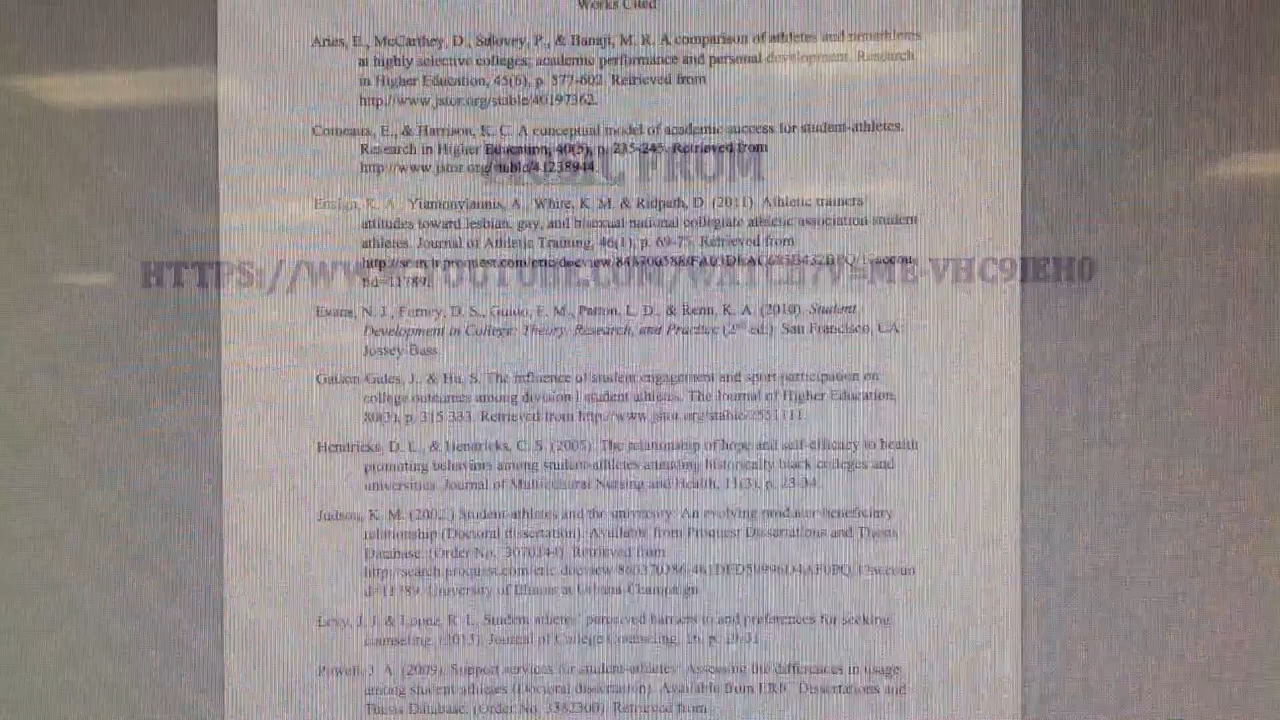 Works Cited
Aries, E., McCarthey, D., Salovey, P., & Banaji, M. R. A comparison of athletes and nonathletes
at highly selective colleges: academic performance and personal development. Research
in Higher Education, 45(6), p. 577-602. Retrieved from
http://www.jstor.org/stable/40197362.
Comeaux, E., & Harrison, K. C. A conceptual model of academic success for student-athletes.
Research in Higher Education, 40(5), p. 235-245. Retrieved from
http://www.jstor.org/stable/41238944.
FROM
Ensign, K. A., Yiamouyiannis, A., White, K. M. & Ridpath, D. (2011). Athletic trainers'
attitudes toward lesbian, gay, and bisexual national collegiate athletic association student
athletes. Journal of Athletic Training, 46(1), p. 69-75. Retrieved from
HTTPS://WWW.YOUTUBE.COM/
id=11789.
Evans, N. J., Forney, D. S., Guido, F. M., Patton, L. D., & Renn, K. A. (2010). Student
Development in College: Theory, Research, and Practice (2nd ed.). San Francisco, CA:
Jossey-Bass.
Gatson Gales, J., & Hu, S. The influence of student engagement and sport participation on
college outcomes among division I student athletes. The Journal of Higher Education,
80(3), p. 315-333. Retrieved from http://www.jstor.org/stable/
Hendricks, D. L., & Hendricks, C. S. (2005). The relationship of hope and self-efficacy to health
promoting behaviors among student-athletes attending historically black colleges and
universities. Journal of Multicultural Nursing and Health, 11(3), p. 23-34.
Judson, K. M. (2002.) Student-athletes and the university: An evolving producer-beneficiary
relationship (Doctoral dissertation). Available from Proquest Dissertations and Thesis
Database. (Order No. 3070344). Retrieved from
University of Illinois at Urbana-Champaign
J. J. & Lopez, R. L. Student athletes' perceived barriers to and preferences for seeking
counseling. (2013). Journal of College Counseling, 16, p. 19-31
Powell, J. A. (2009). Support services for student-athletes: Assessing the differences in usage
among student athletes (Doctoral dissertation). Available from ERIC Dissertations and
Thesis Database. (Order No. 3382300). Retrieved from